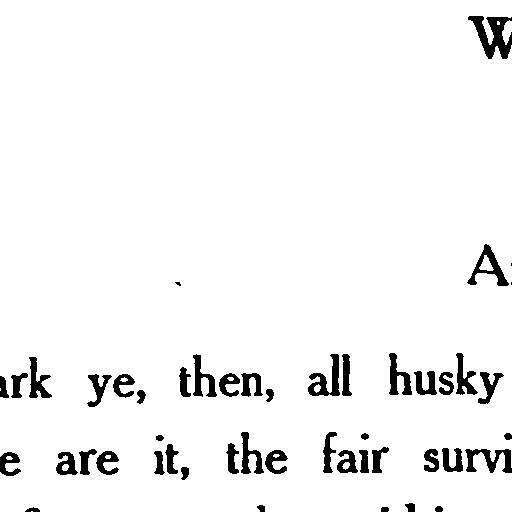 W
A
ark ye, then, all husky
e are it, the fair survi